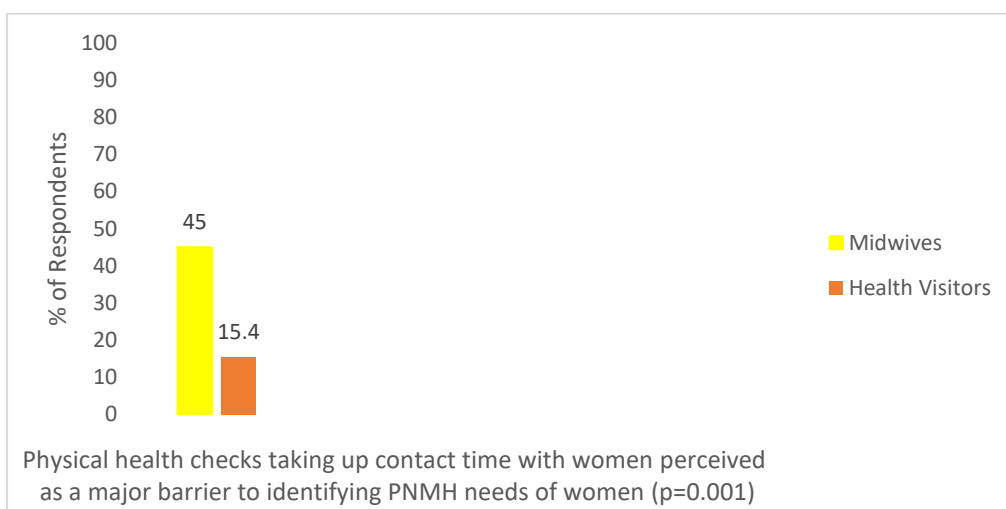 100
90
80
70
60
50
40
30
20
10
0
% of Respondents
45
15.4
Midwives
Health Visitors
Physical health checks taking up contact time with women perceived
as a major barrier to identifying PNMH needs of women (p=0.001)